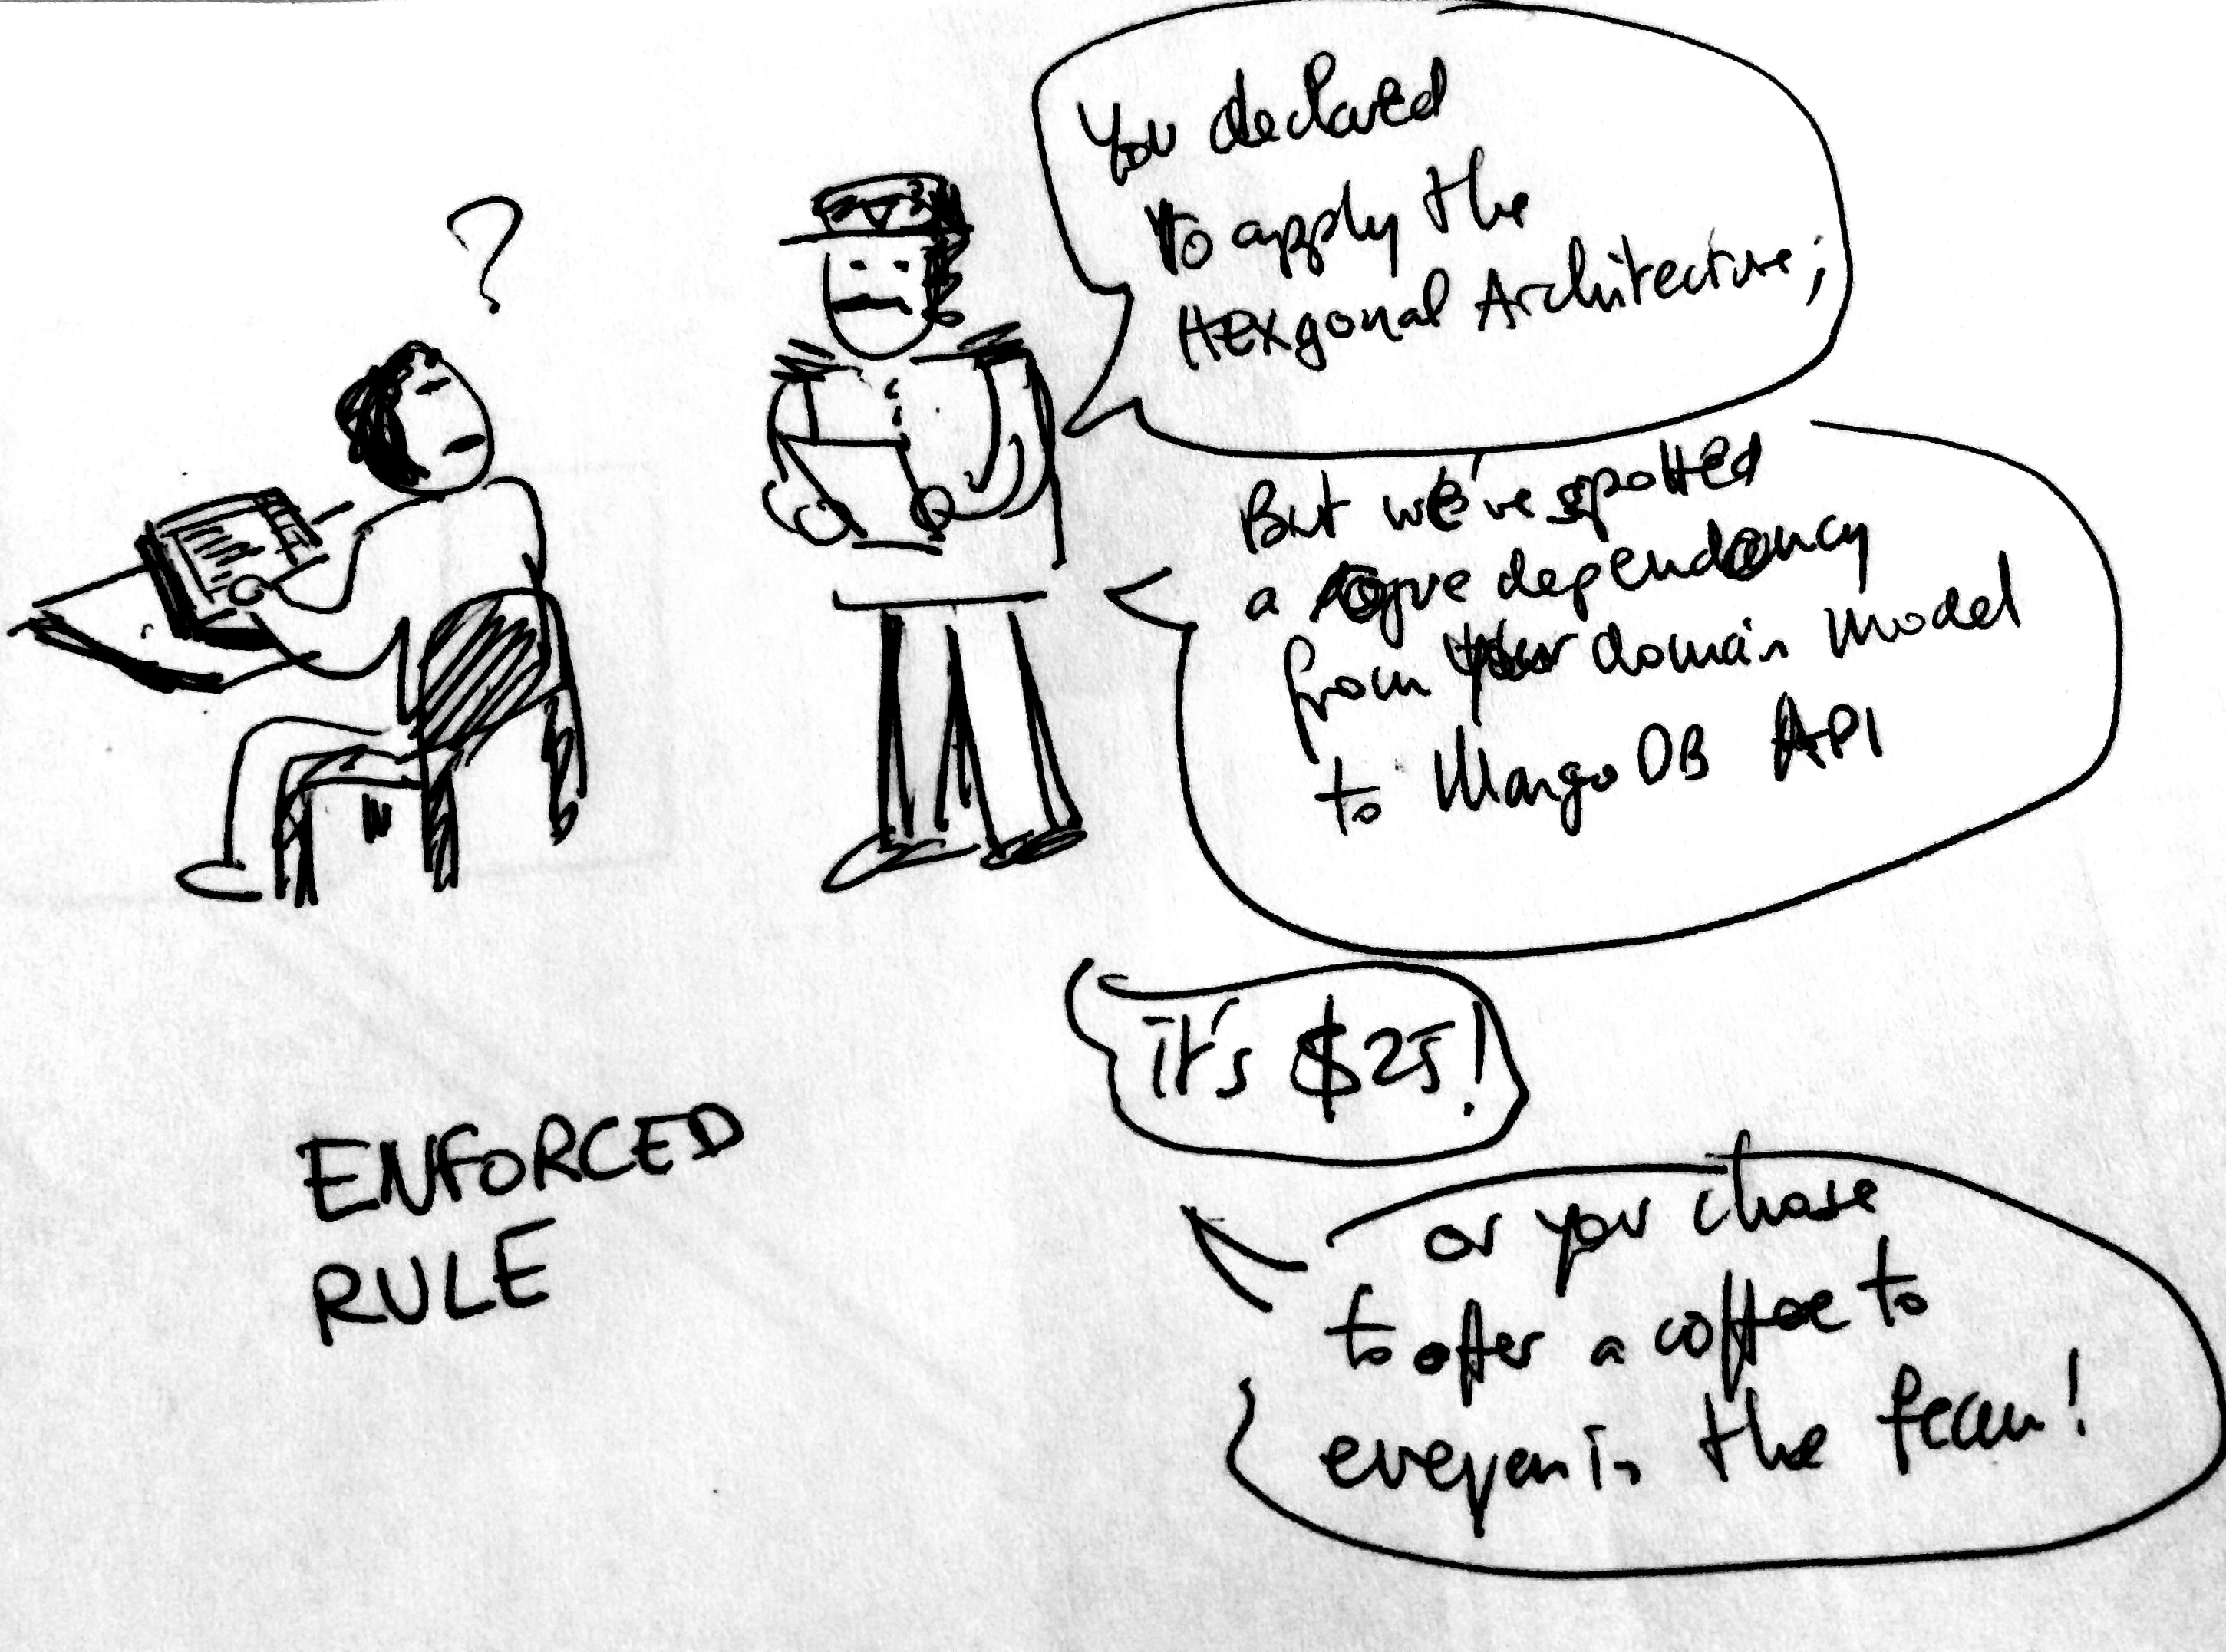 ?
You declared
to apply the
Hexgonal Architecture;
But we've spotted
a rogue dependency
from your domain model
to MongoDB API
it's $25!
or you chose
to offer a coffee to
everyen in the team!
ENFORCED
RULE